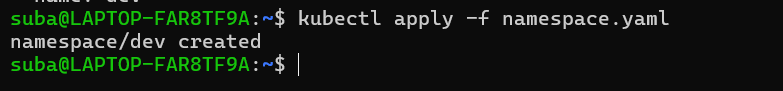 suba@LAPTOP-FAR8TF9A:~$ kubectl apply -f namespace.yaml
namespace/dev created
suba@LAPTOP-FAR8TF9A:~$